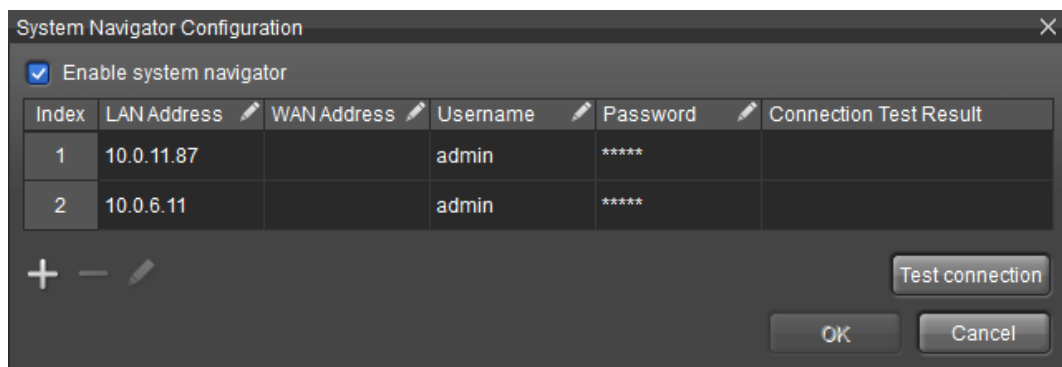 System Navigator Configuration
Enable system navigator
Index LAN Address WAN Address Username Password Connection Test Result
1 10.0.11.87 admin *****
2 10.0.6.11 admin *****
Test connection
OK Cancel